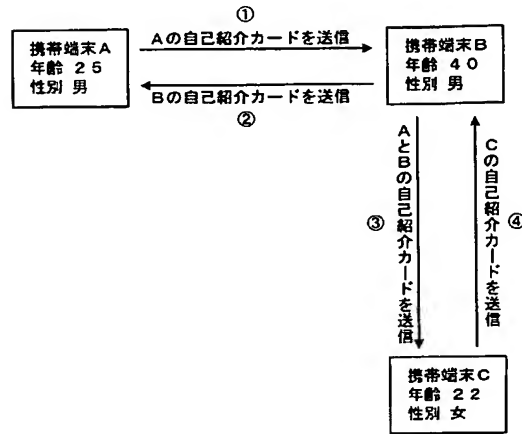 ①
Aの自己紹介カードを送信
携帯端末A
年齢 25
性別 男
携帯端末B
年齢 40
性別 男
Bの自己紹介カードを送信
②
③
AとBの自己紹介カードを送信
Cの自己紹介カードを送信
④
携帯端末C
年齢 22
性別 女